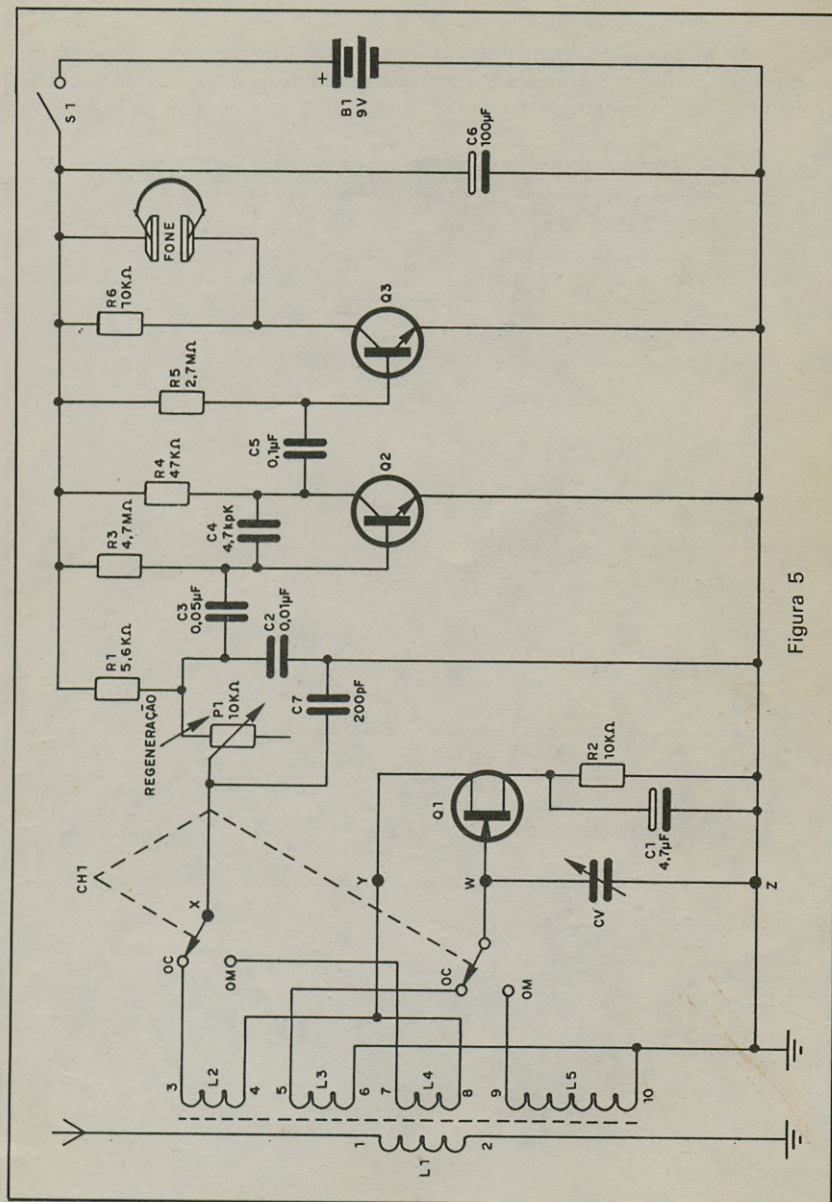 S1
+
B1
9V
C6
100µF
FONE
R6
10KΩ
Q3
R5
2,7MΩ
C5
0,1µF
R4
47KΩ
Q2
C4
4,7kpK
R3
4,7MΩ
C3
0,05µF
C2
0,01µF
R1
5,6KΩ
REGENERAÇÃO
P1
10KΩ
C7
200pF
CH1
X
Y
W
Z
Q1
R2
10KΩ
C1
4,7µF
CV
OC
OM
OC
OM
3
L2
4
5
L3
6
7
L4
8
9
L5
10
1
L1
2
Figura 5